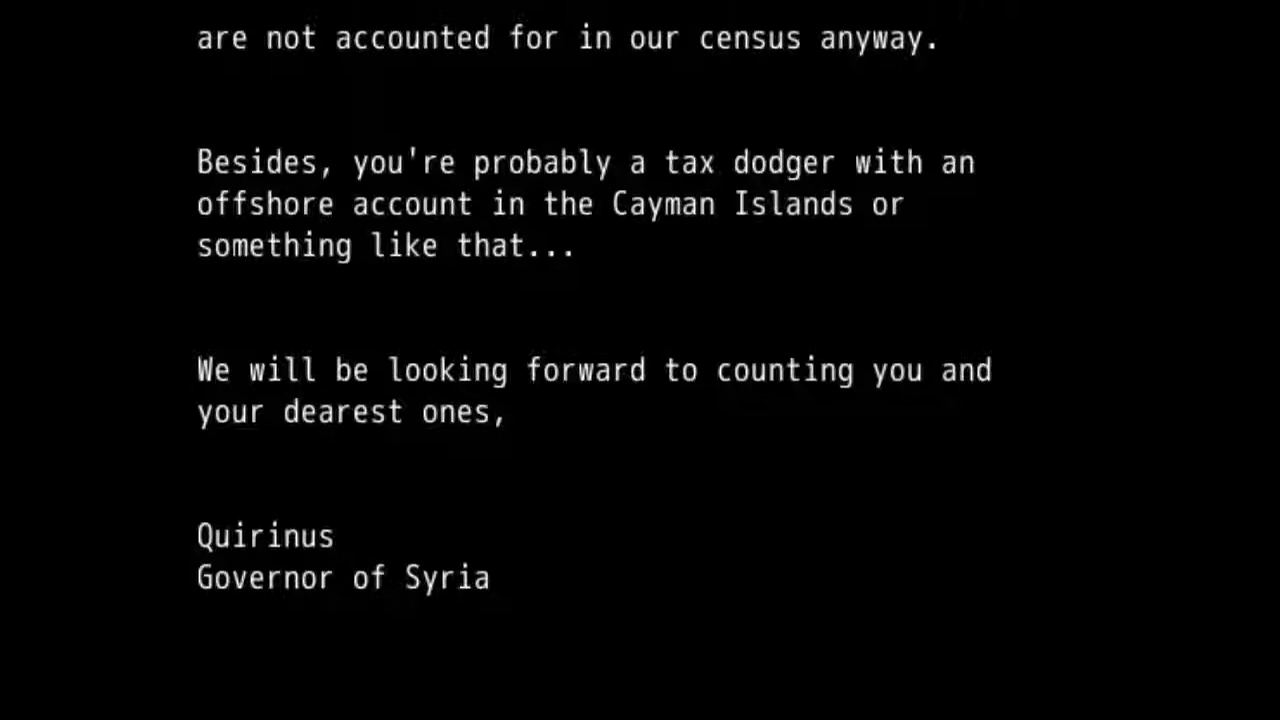 are not accounted for in our census anyway.
Besides, you're probably a tax dodger with an
offshore account in the Cayman Islands or
something like that...
We will be looking forward to counting you and
your dearest ones,
Quirinus
Governor of Syria